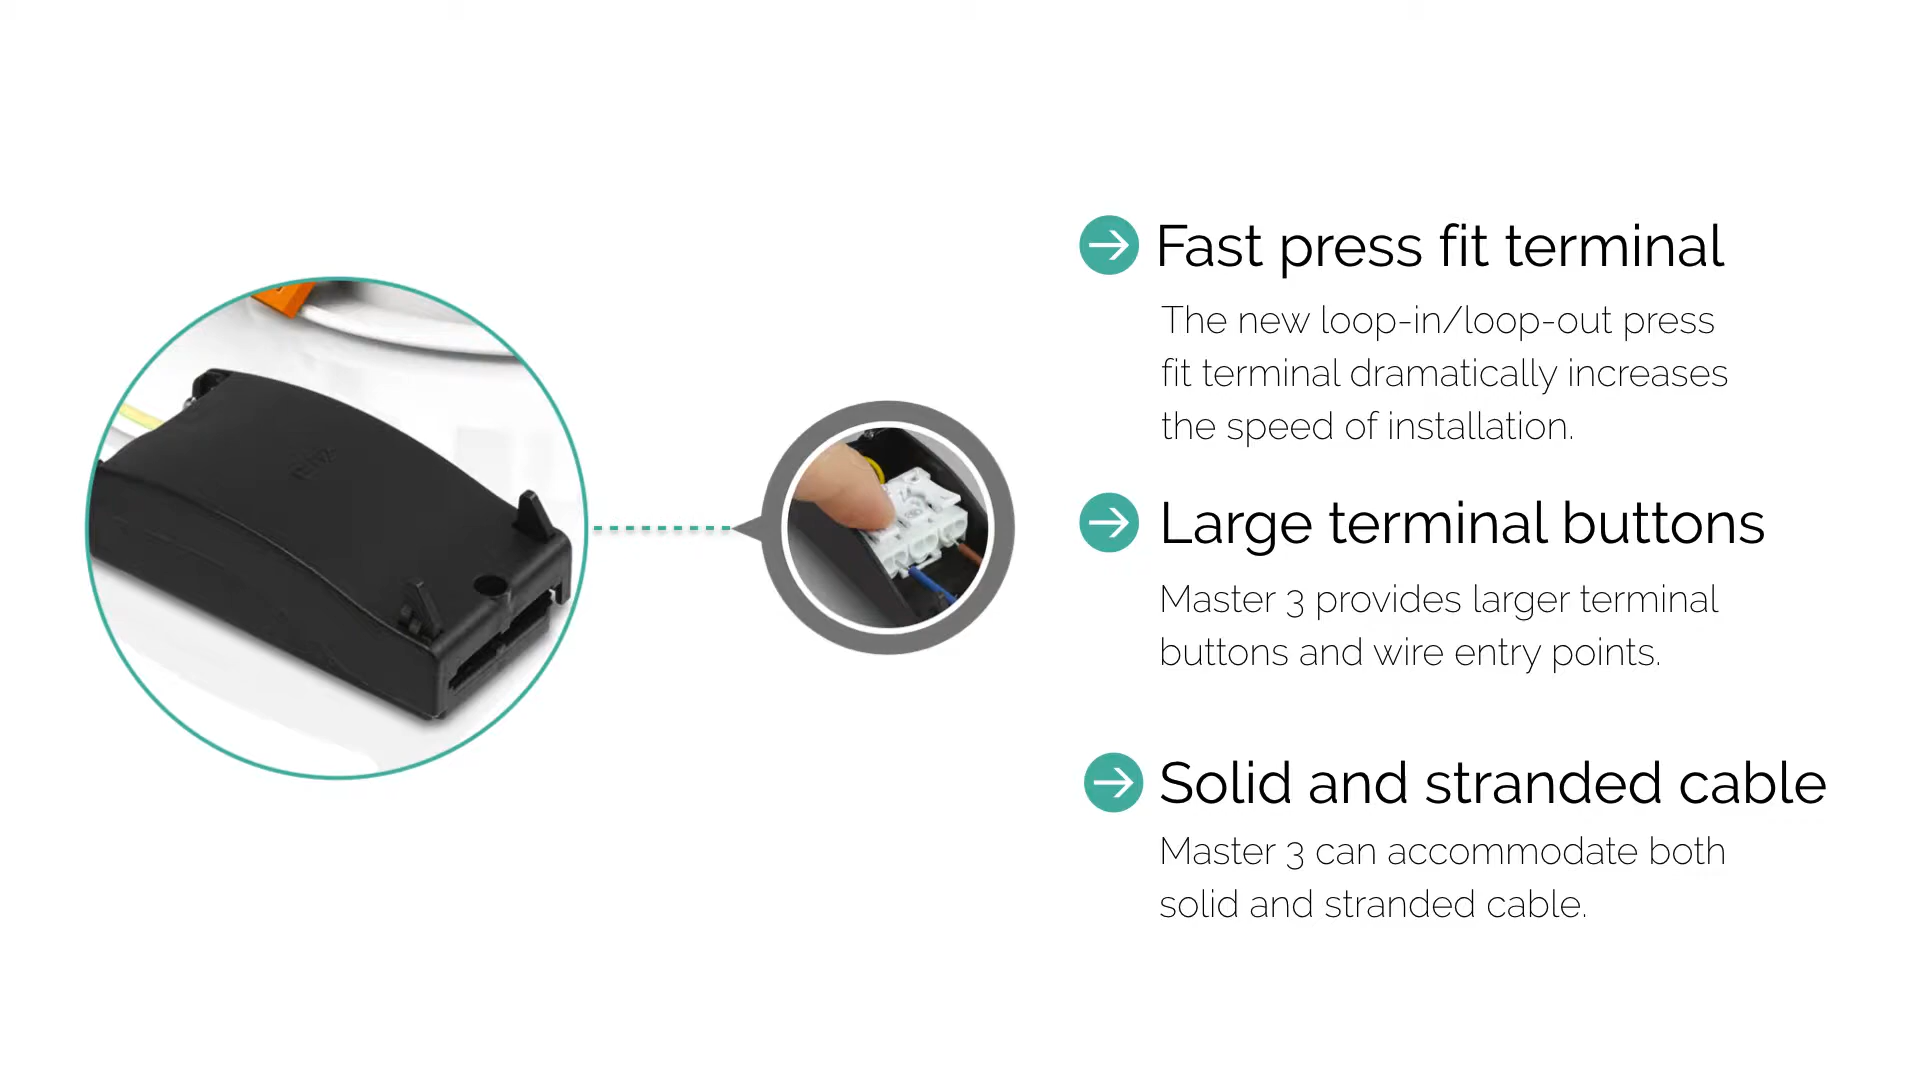 Fast press fit terminal
The new loop-in/loop-out press
fit terminal dramatically increases
the speed of installation.
Large terminal buttons
Master 3 provides larger terminal
buttons and wire entry points.
Solid and stranded cable
Master 3 can accommodate both
solid and stranded cable.